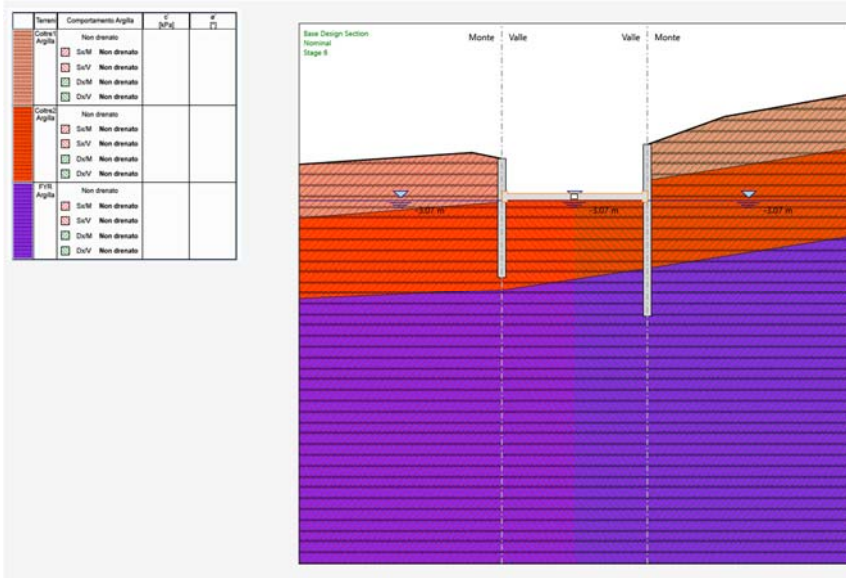 Terreni Comportamento Argilla c' [kPa] ø' [°]
Coltre1 Argilla
Non drenato
Sx/M Non drenato
Sx/V Non drenato
Dx/M Non drenato
Dx/V Non drenato
Coltre2 Argilla
Non drenato
Sx/M Non drenato
Sx/V Non drenato
Dx/M Non drenato
Dx/V Non drenato
FYR Argilla
Non drenato
Sx/M Non drenato
Sx/V Non drenato
Dx/M Non drenato
Dx/V Non drenato
Base Design Section
Nominal
Stage 8
Monte Valle Valle Monte
-3.07 m -3.07 m -3.07 m